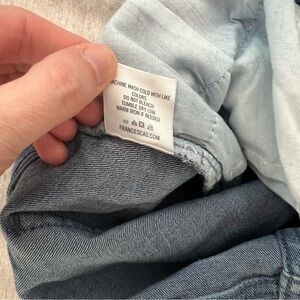 MACHINE WASH COLD WITH LIKE
COLORS
DO NOT BLEACH
TUMBLE DRY LOW
WARM IRON IF NEEDED
FRANCESCAS.COM